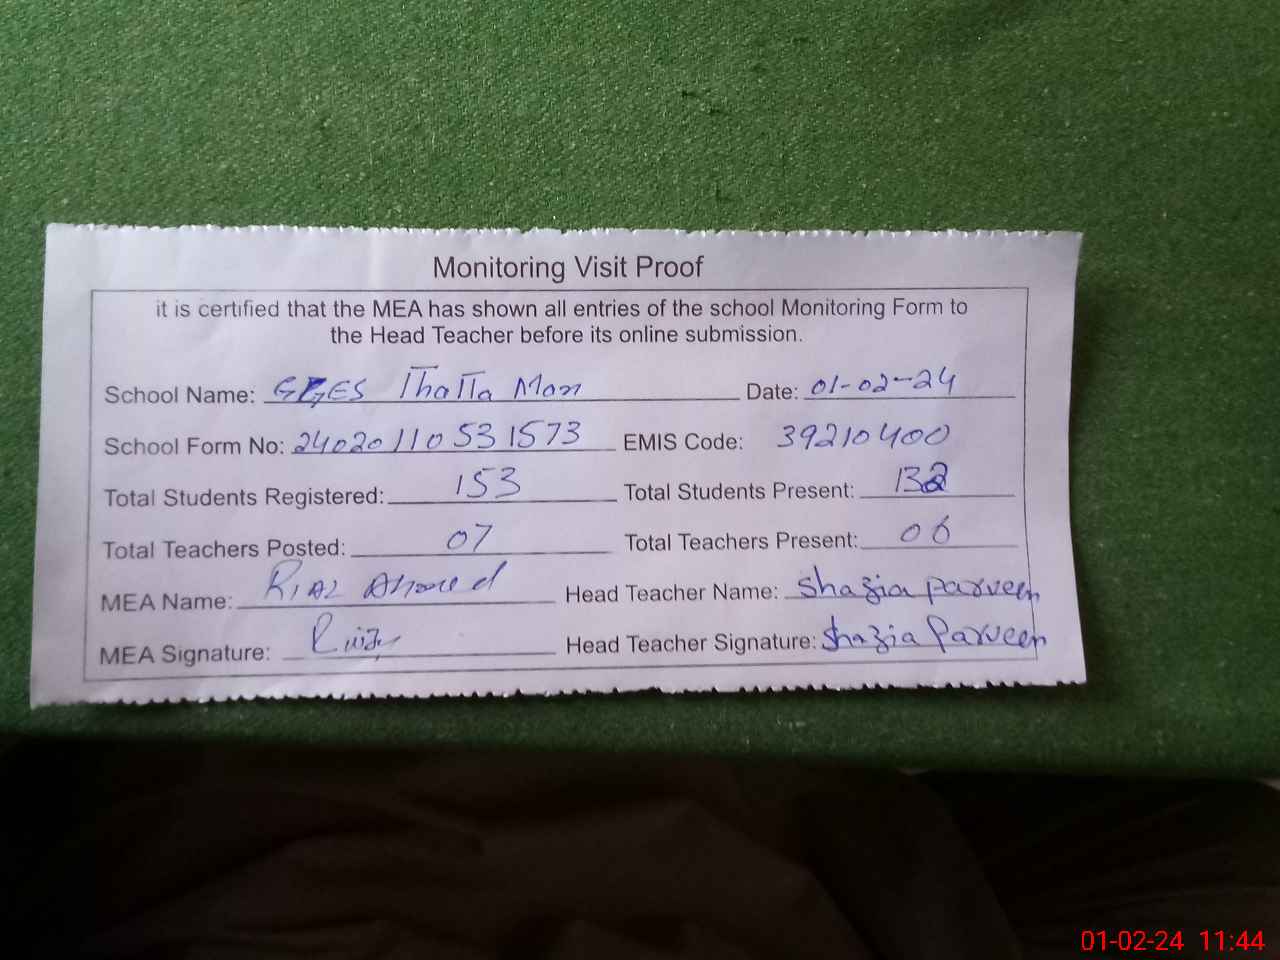 Monitoring Visit Proof
it is certified that the MEA has shown all entries of the school Monitoring Form to
the Head Teacher before its online submission.
School Name: GGES Thatta Man Date: 01-02-24
School Form No: 24020110531573 EMIS Code: 39210400
Total Students Registered: 153 Total Students Present: 132
Total Teachers Posted: 07 Total Teachers Present: 06
MEA Name: Riaz Ahmed Head Teacher Name: Shazia Parveen
MEA Signature: Head Teacher Signature: Shazia Parveen
01-02-24 11:44